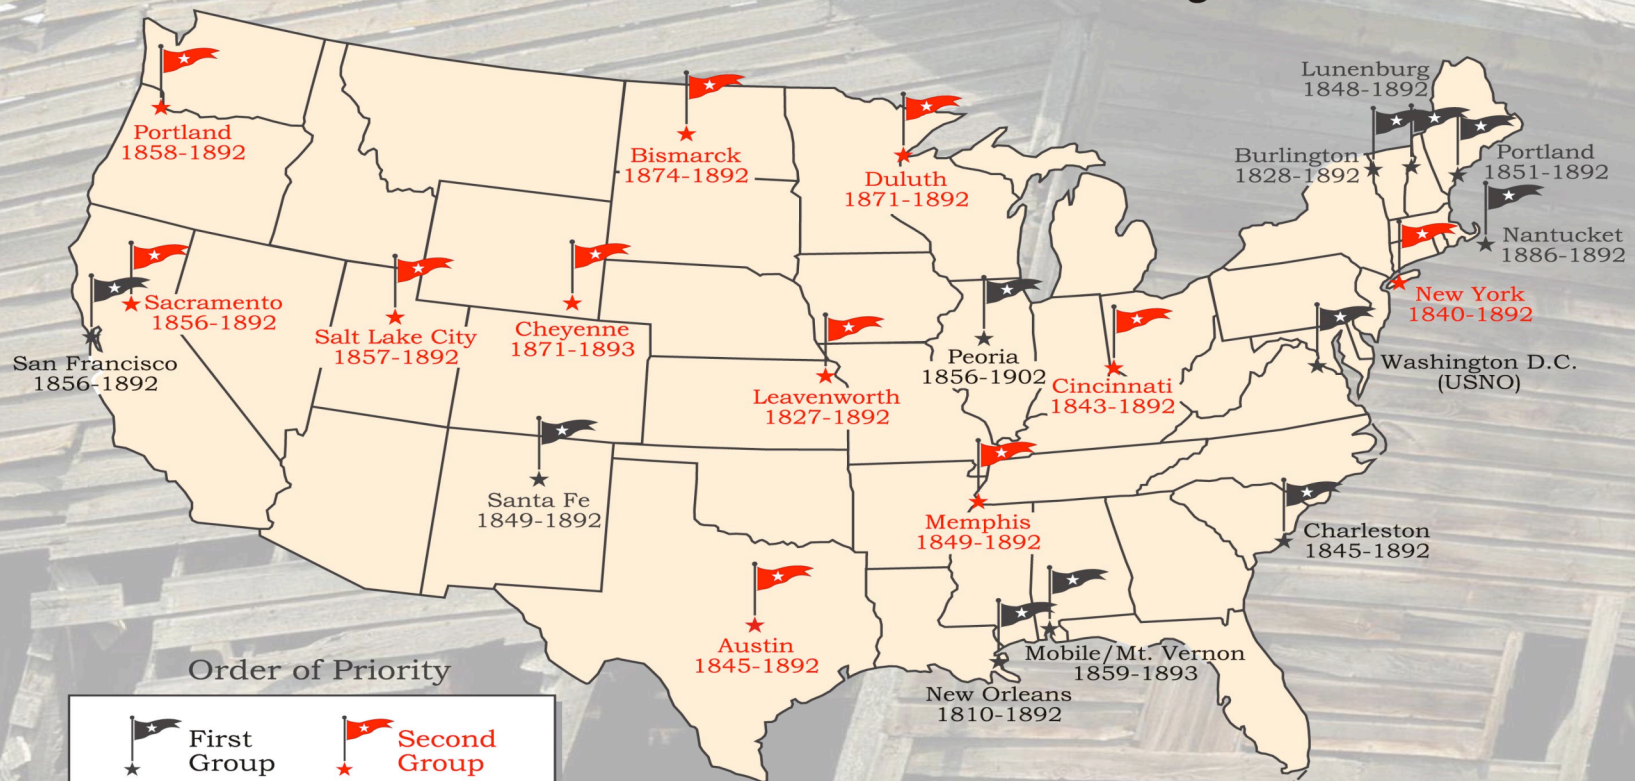 Lunenburg
1848-1892
Portland
1858-1892
Bismarck
1874-1892
Duluth
1871-1892
Burlington
1828-1892
Portland
1851-1892
Nantucket
1886-1892
Sacramento
1856-1892
San Francisco
1856-1892
Salt Lake City
1857-1892
Cheyenne
1871-1893
New York
1840-1892
Peoria
1856-1902
Washington D.C.
(USNO)
Leavenworth
1827-1892
Cincinnati
1843-1892
Santa Fe
1849-1892
Memphis
1849-1892
Charleston
1845-1892
Austin
1845-1892
Mobile/Mt. Vernon
1859-1893
New Orleans
1810-1892
Order of Priority
First
Group
Second
Group